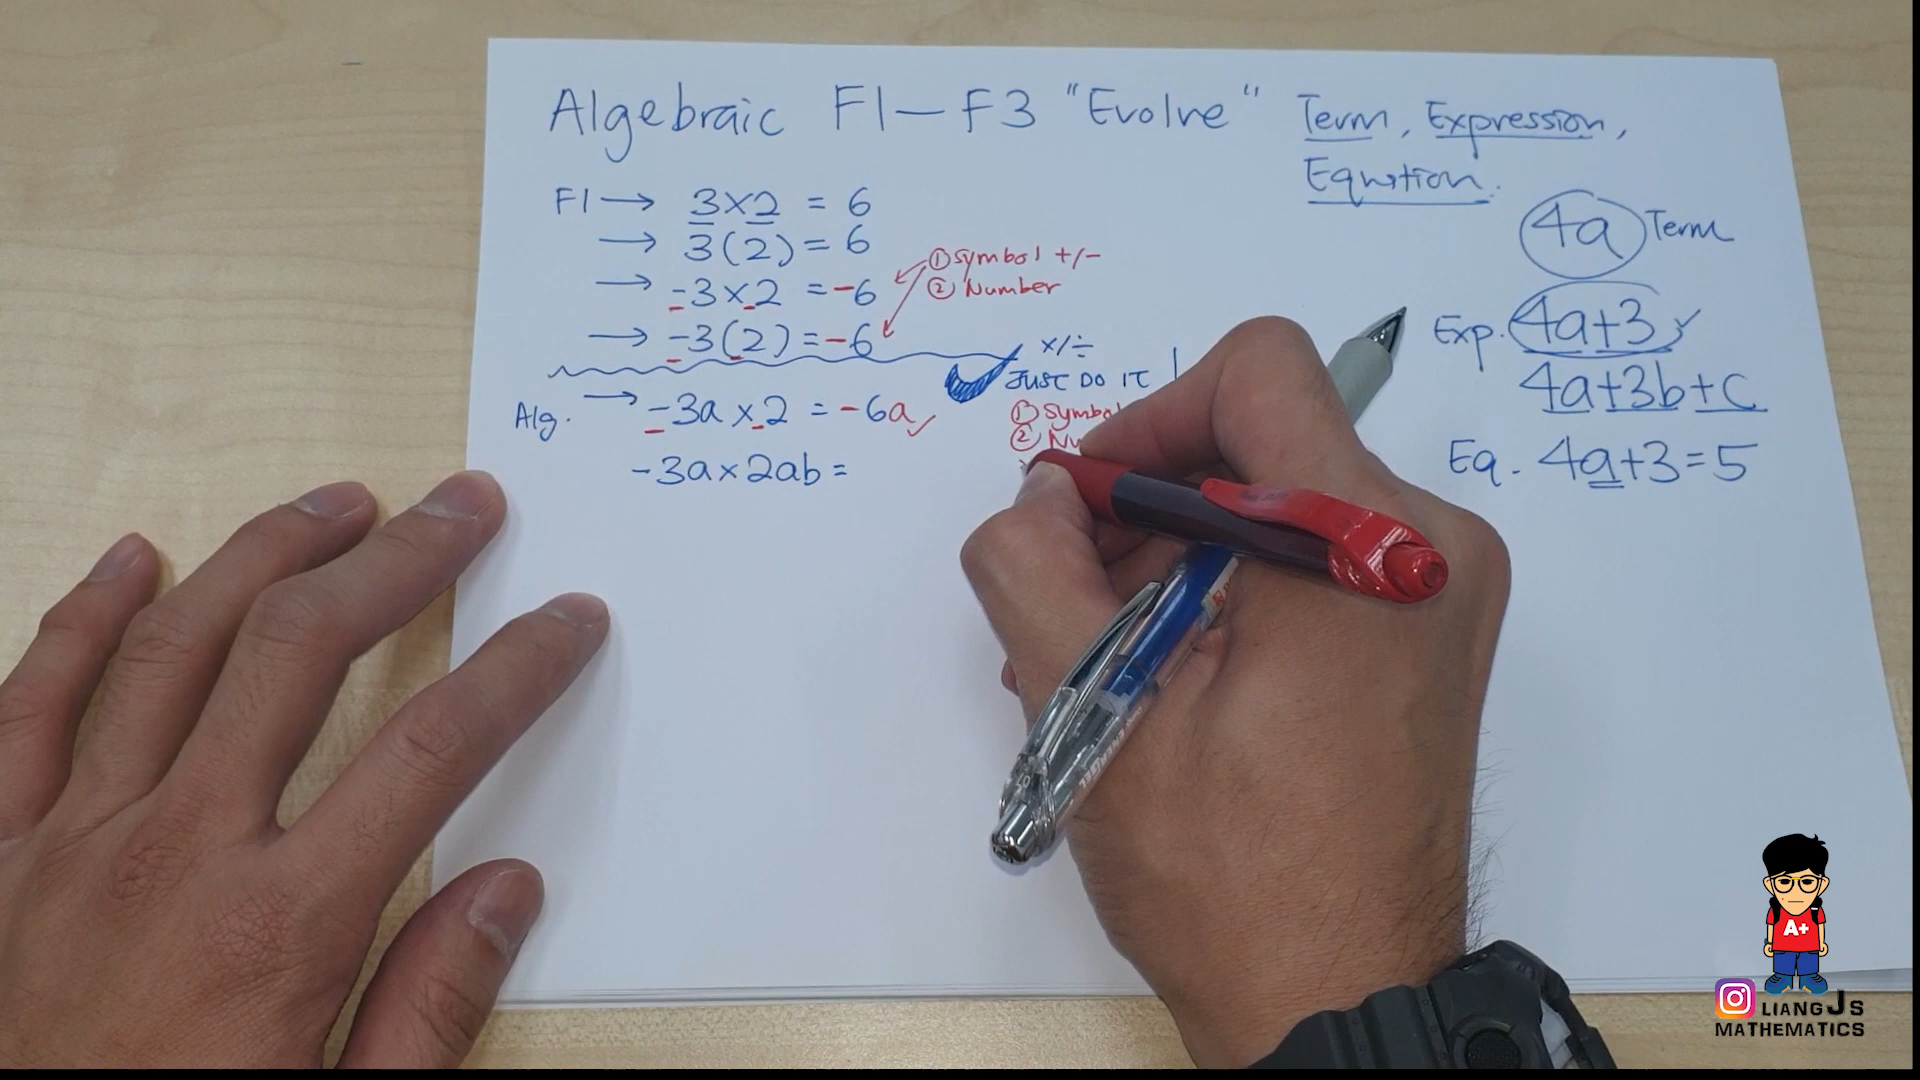 Algebraic F1—F3 "Evolve"
Term, Expression,
Equation.
F1 → 3×2 = 6
→ 3(2) = 6
→ -3×2 = -6
→ -3(2) = -6
① Symbol +/-
② Number
Alg. → -3a × 2 = -6a ✓
-3a × 2ab =
×/÷
JUST DO IT
① Symbol
②
4a Term
Exp. 4a+3 ✓
4a+3b+c
Eq. 4a+3=5
A+
LIANGJS
MATHEMATICS